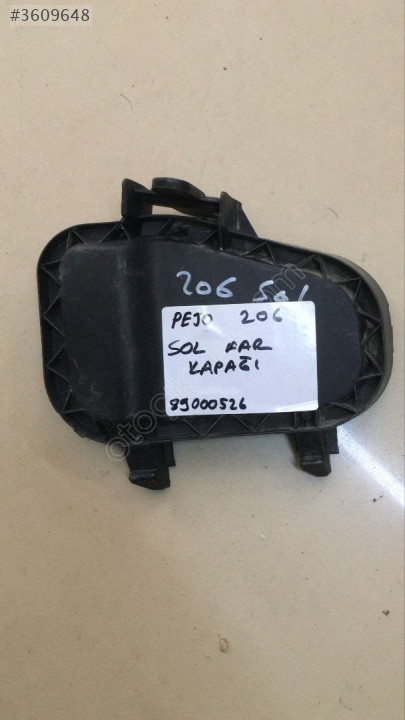 #3609648
206 Sol
PEJO 206
SOL FAR
KAPAĞI
89000526